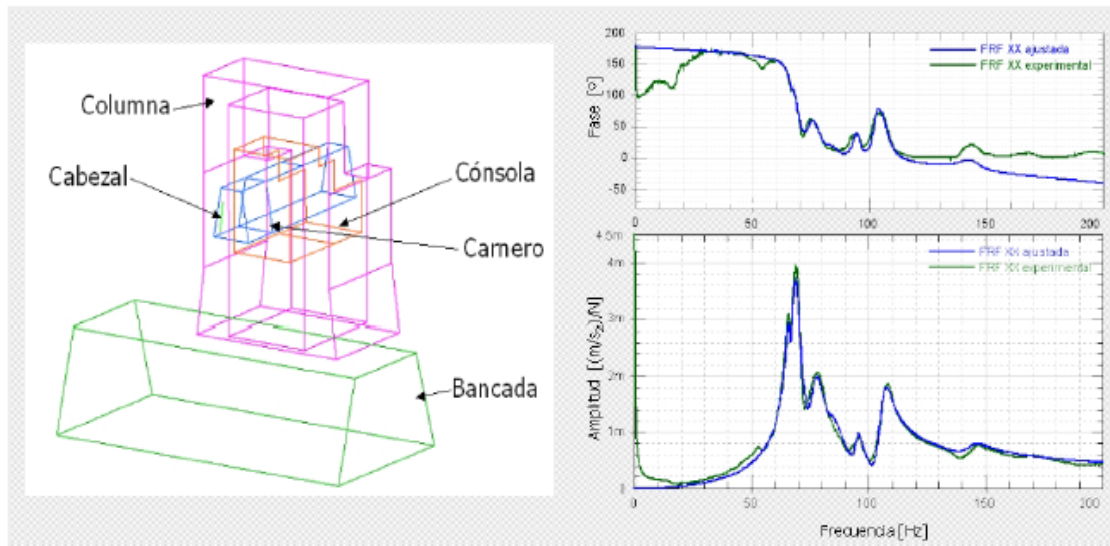 Columna
Cabezal
Cónsola
Carnero
Bancada
Fase [º]
200
150
100
50
0
-50
FRF XX ajustada
FRF XX experimental
0 50 100 150 200
Amplitud [(m/s2)/N]
4.5m
4m
3m
2m
1m
0
FRF XX ajustada
FRF XX experimental
0 50 100 150 200
Frecuencia [Hz]